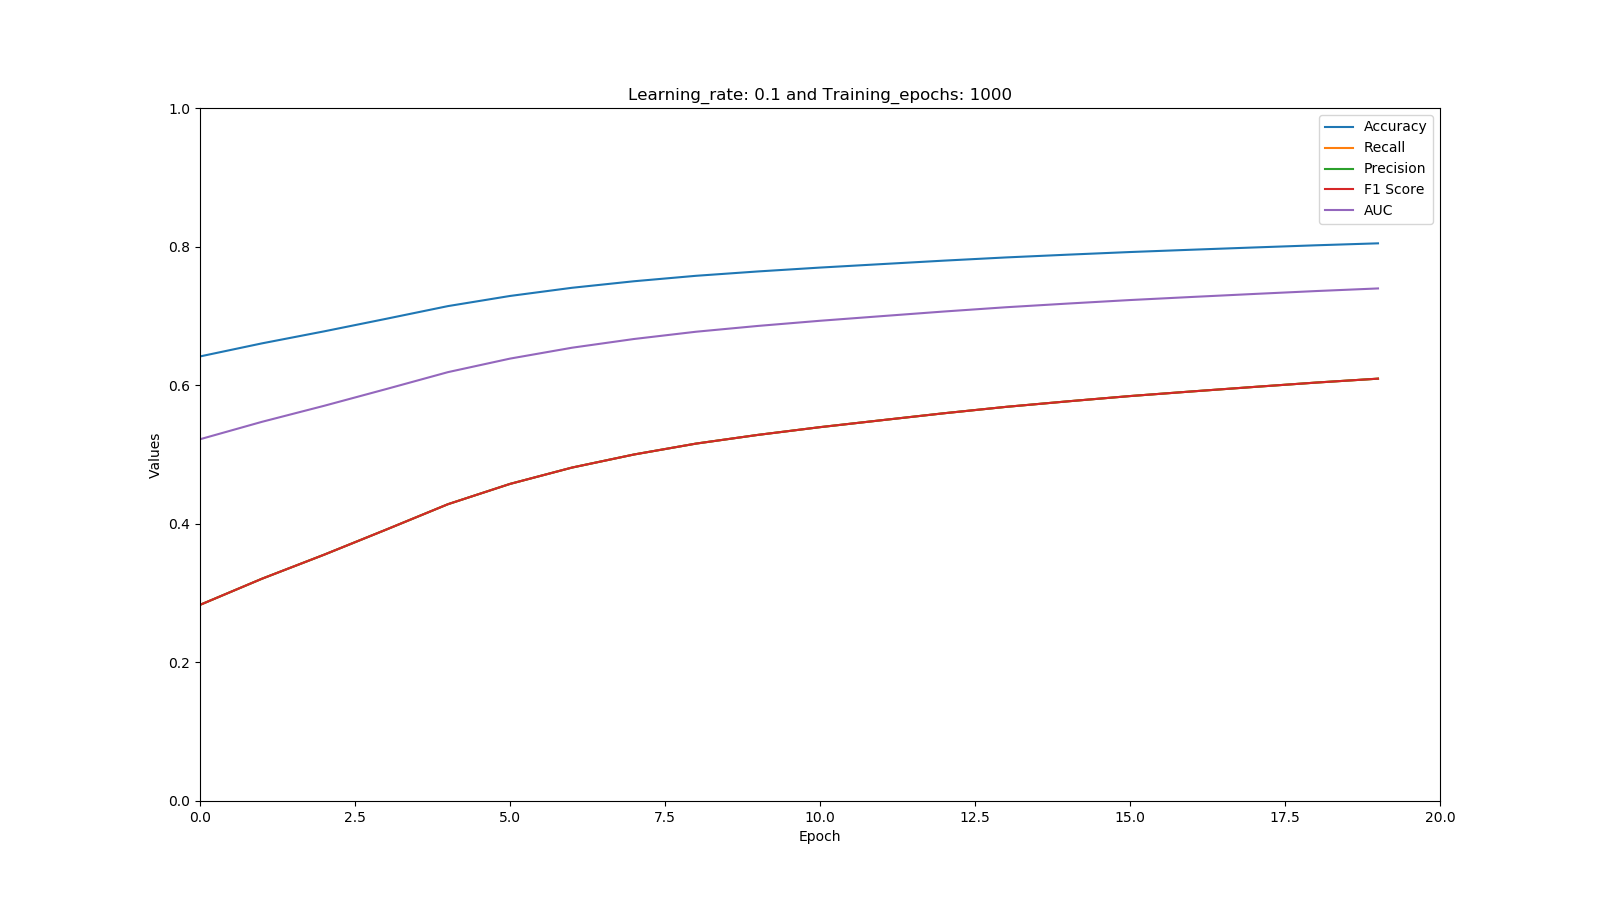 Learning_rate: 0.1 and Training_epochs: 1000
1.0
0.8
0.6
0.4
0.2
0.0
Values
Accuracy
Recall
Precision
F1 Score
AUC
0.0 2.5 5.0 7.5 10.0 12.5 15.0 17.5 20.0
Epoch